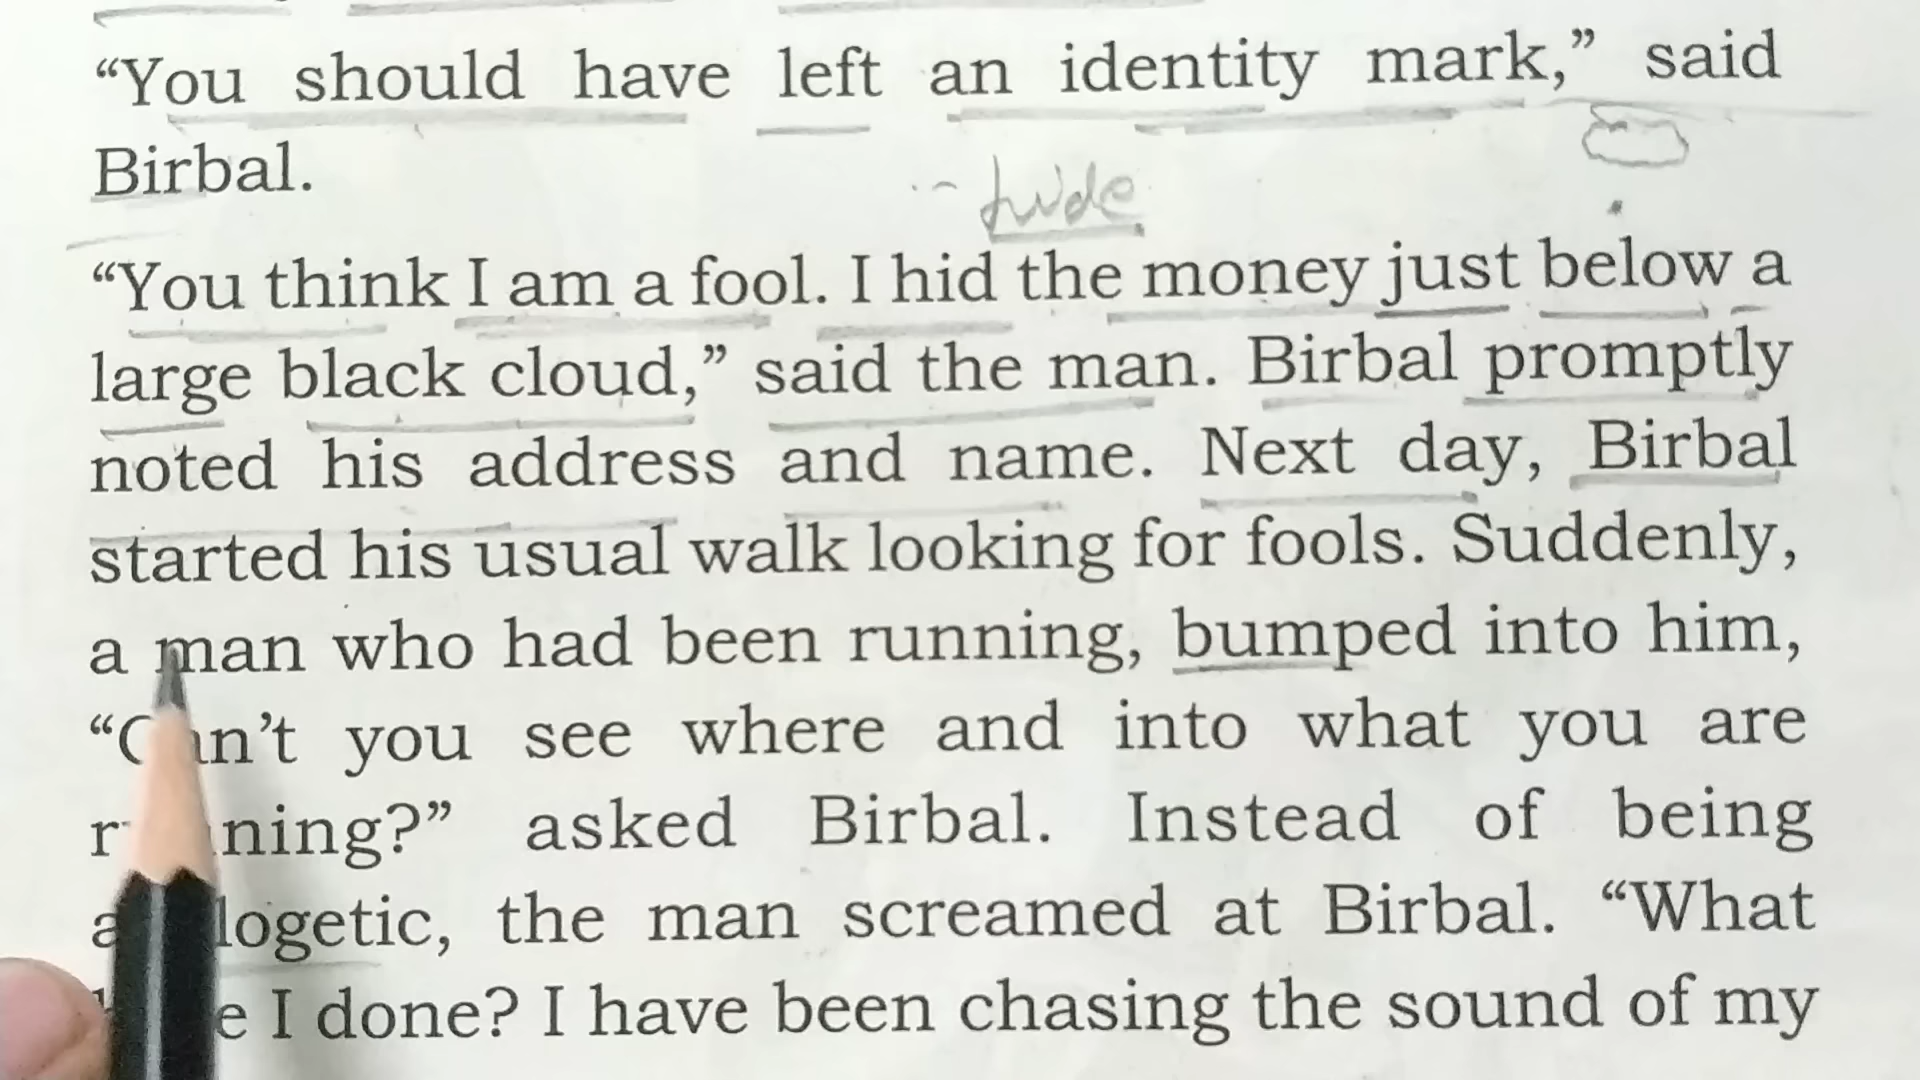 “You should have left an identity mark,” said
Birbal.
hide
“You think I am a fool. I hid the money just below a
large black cloud,” said the man. Birbal promptly
noted his address and name. Next day, Birbal
started his usual walk looking for fools. Suddenly,
a man who had been running, bumped into him,
“Can’t you see where and into what you are
running?” asked Birbal. Instead of being
apologetic, the man screamed at Birbal. “What
I done? I have been chasing the sound of my